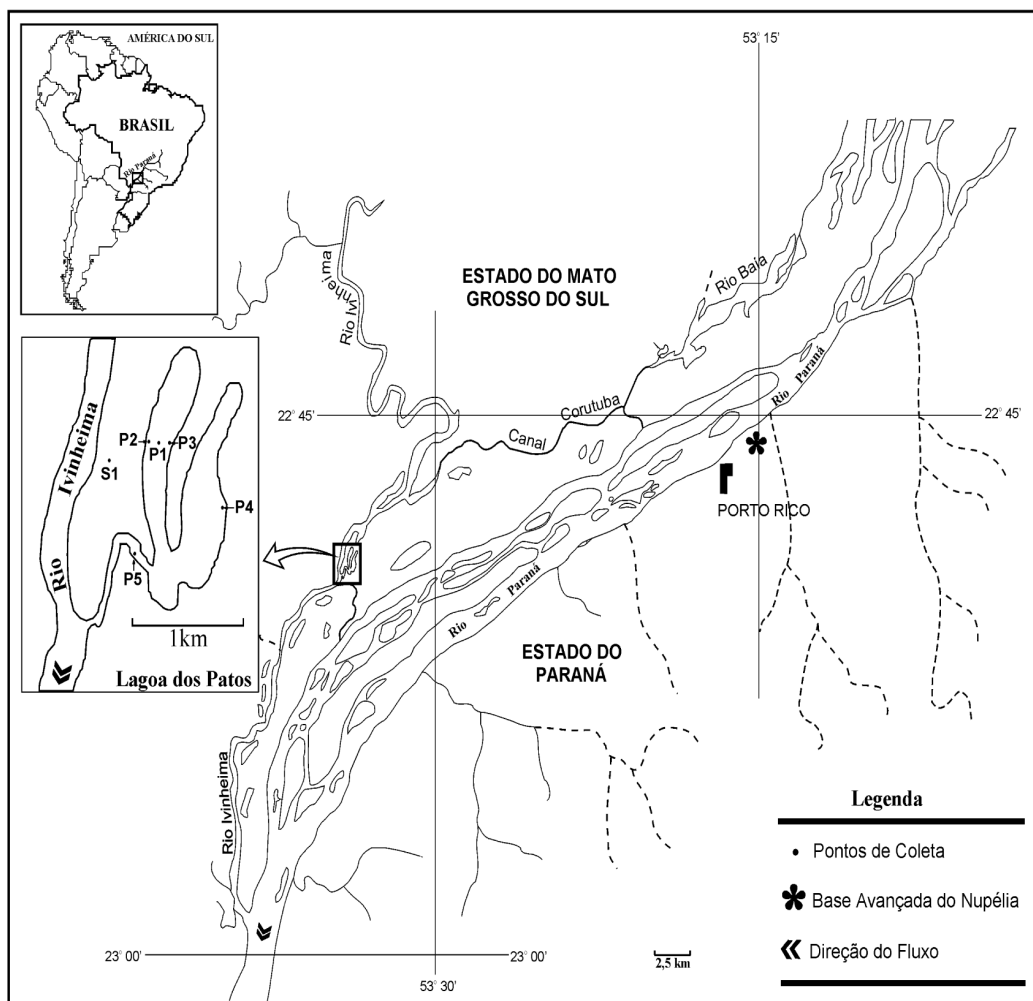 AMÉRICA DO SUL
BRASIL
Rio Paraná
53° 15'
Rio Ivinheima
ESTADO DO MATO
GROSSO DO SUL
Rio Baía
Rio Paraná
22° 45'
Canal Corutuba
22° 45'
PORTO RICO
Rio Ivinheima
P2
P1
P3
S1
P4
P5
1km
Lagoa dos Patos
Rio Paraná
ESTADO DO
PARANÁ
Rio Ivinheima
Legenda
Pontos de Coleta
Base Avançada do Nupélia
Direção do Fluxo
23° 00'
23° 00'
2,5 km
53° 30'